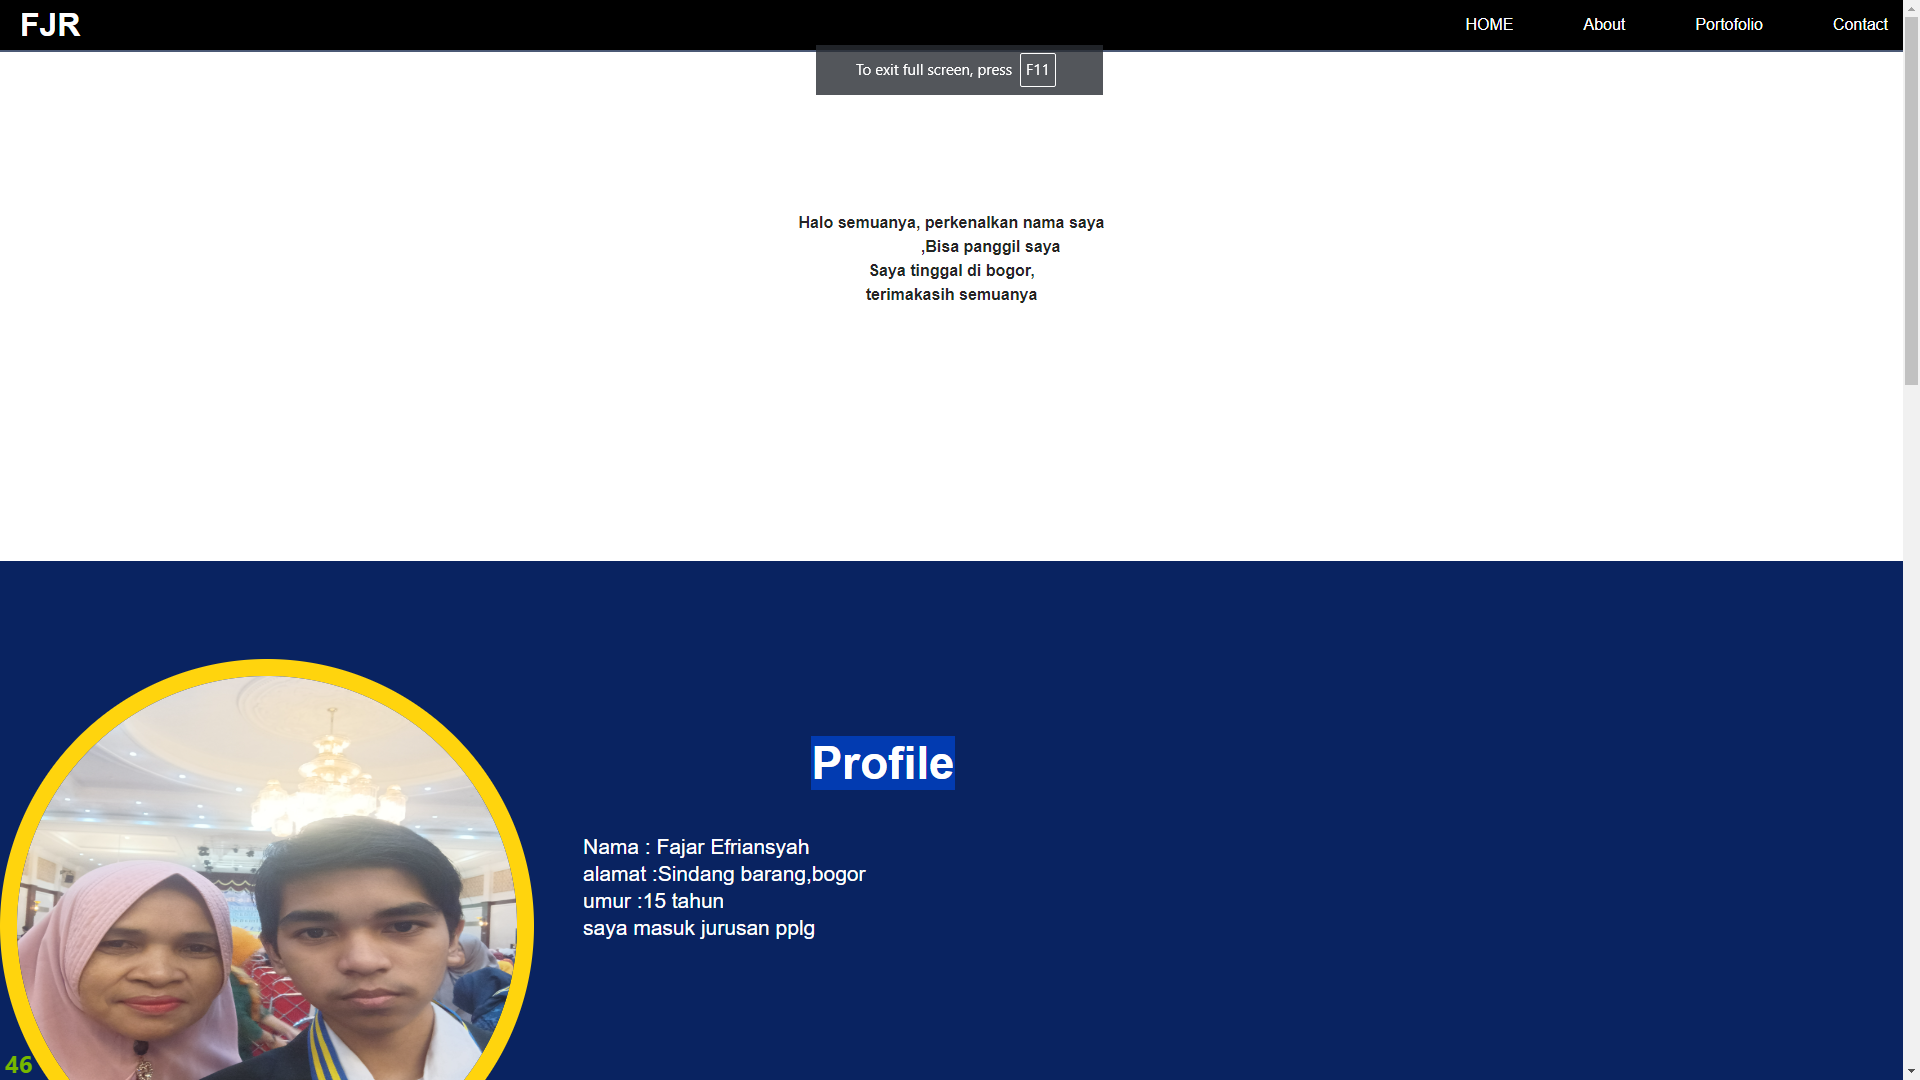 FJR
HOME About Portofolio Contact
To exit full screen, press F11
Halo semuanya, perkenalkan nama saya
,Bisa panggil saya
Saya tinggal di bogor,
terimakasih semuanya
Profile
Nama : Fajar Efriansyah
alamat :Sindang barang,bogor
umur :15 tahun
saya masuk jurusan pplg
46